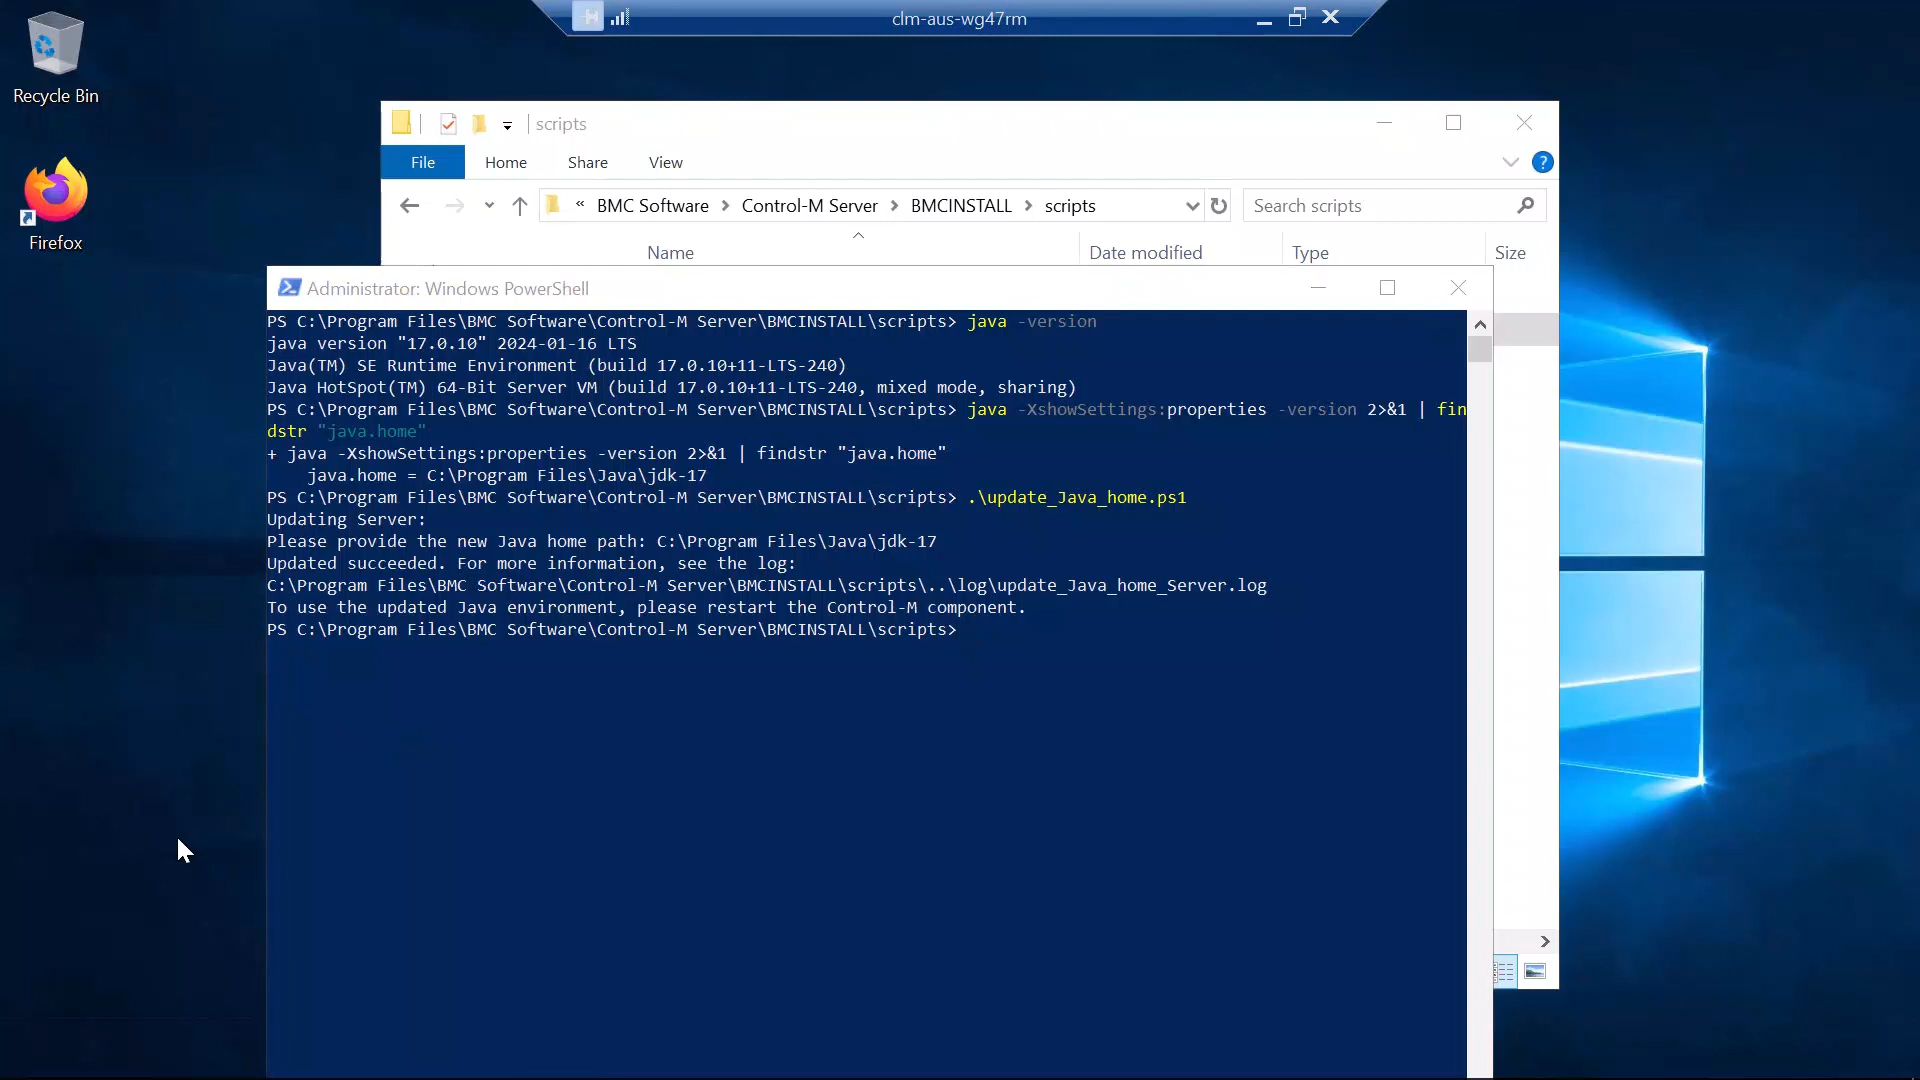 clm-aus-wg47rm
Recycle Bin
Firefox
scripts
File Home Share View
?
« BMC Software > Control-M Server > BMCINSTALL > scripts
Search scripts
Name Date modified Type Size
Administrator: Windows PowerShell
PS C:\Program Files\BMC Software\Control-M Server\BMCINSTALL\scripts> java -version
java version "17.0.10" 2024-01-16 LTS
Java(TM) SE Runtime Environment (build 17.0.10+11-LTS-240)
Java HotSpot(TM) 64-Bit Server VM (build 17.0.10+11-LTS-240, mixed mode, sharing)
PS C:\Program Files\BMC Software\Control-M Server\BMCINSTALL\scripts> java -XshowSettings:properties -version 2>&1 | fin
dstr "java.home"
+ java -XshowSettings:properties -version 2>&1 | findstr "java.home"
java.home = C:\Program Files\Java\jdk-17
PS C:\Program Files\BMC Software\Control-M Server\BMCINSTALL\scripts> .\update_Java_home.ps1
Updating Server:
Please provide the new Java home path: C:\Program Files\Java\jdk-17
Updated succeeded. For more information, see the log:
C:\Program Files\BMC Software\Control-M Server\BMCINSTALL\scripts\..\log\update_Java_home_Server.log
To use the updated Java environment, please restart the Control-M component.
PS C:\Program Files\BMC Software\Control-M Server\BMCINSTALL\scripts>